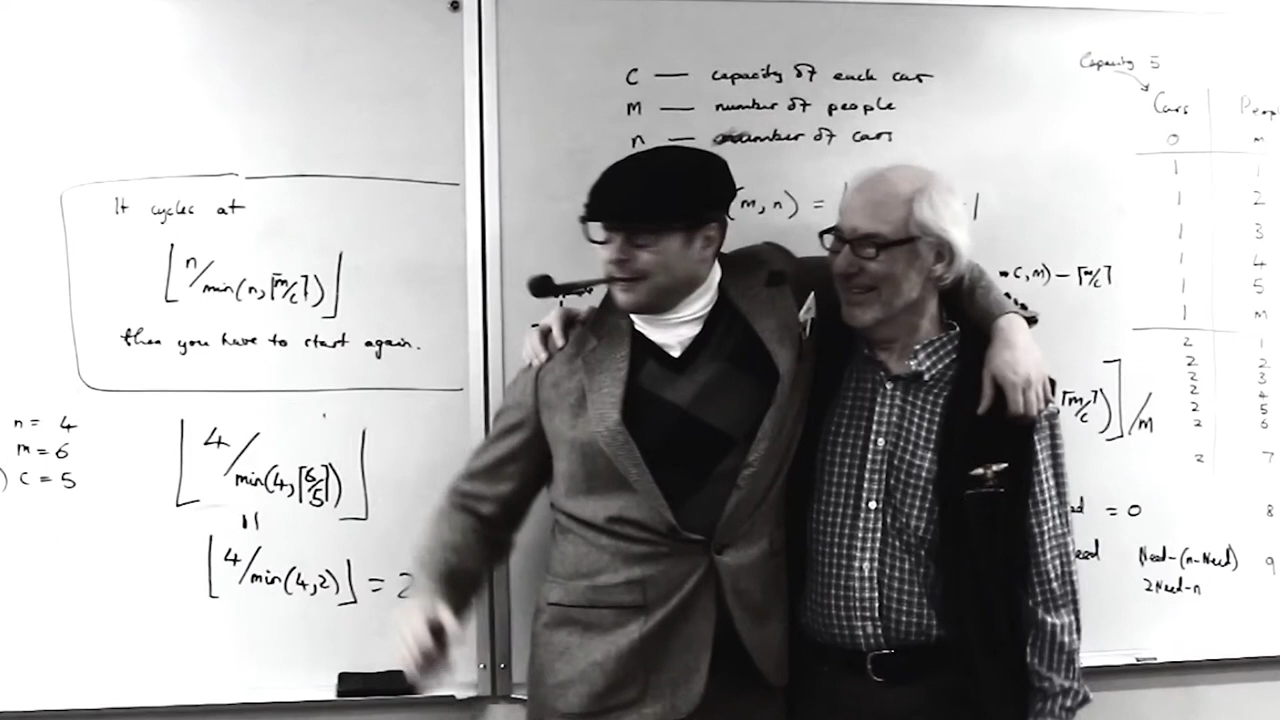 It cycles at
⌊n/min(n,⌈m/c⌉)⌋
then you have to start again.
n = 4
m = 6
c = 5
⌊4/min(4,⌈6/5⌉)⌋
=
⌊4/min(4,2)⌋ = 2
C — capacity of each car
M — number of people
n — number of cars
(m, n) =
-1
c, m) - ⌈m/c⌉
⌈m/c⌉)]/m
= 0
Need-(n-Need)
2Need-n
Capacity 5
Cars Peopl
0 m
1 1
1 2
1 3
1 4
1 5
1 m
2 1
2 2
2 3
2 4
2 5
2 6
2 7
8
9